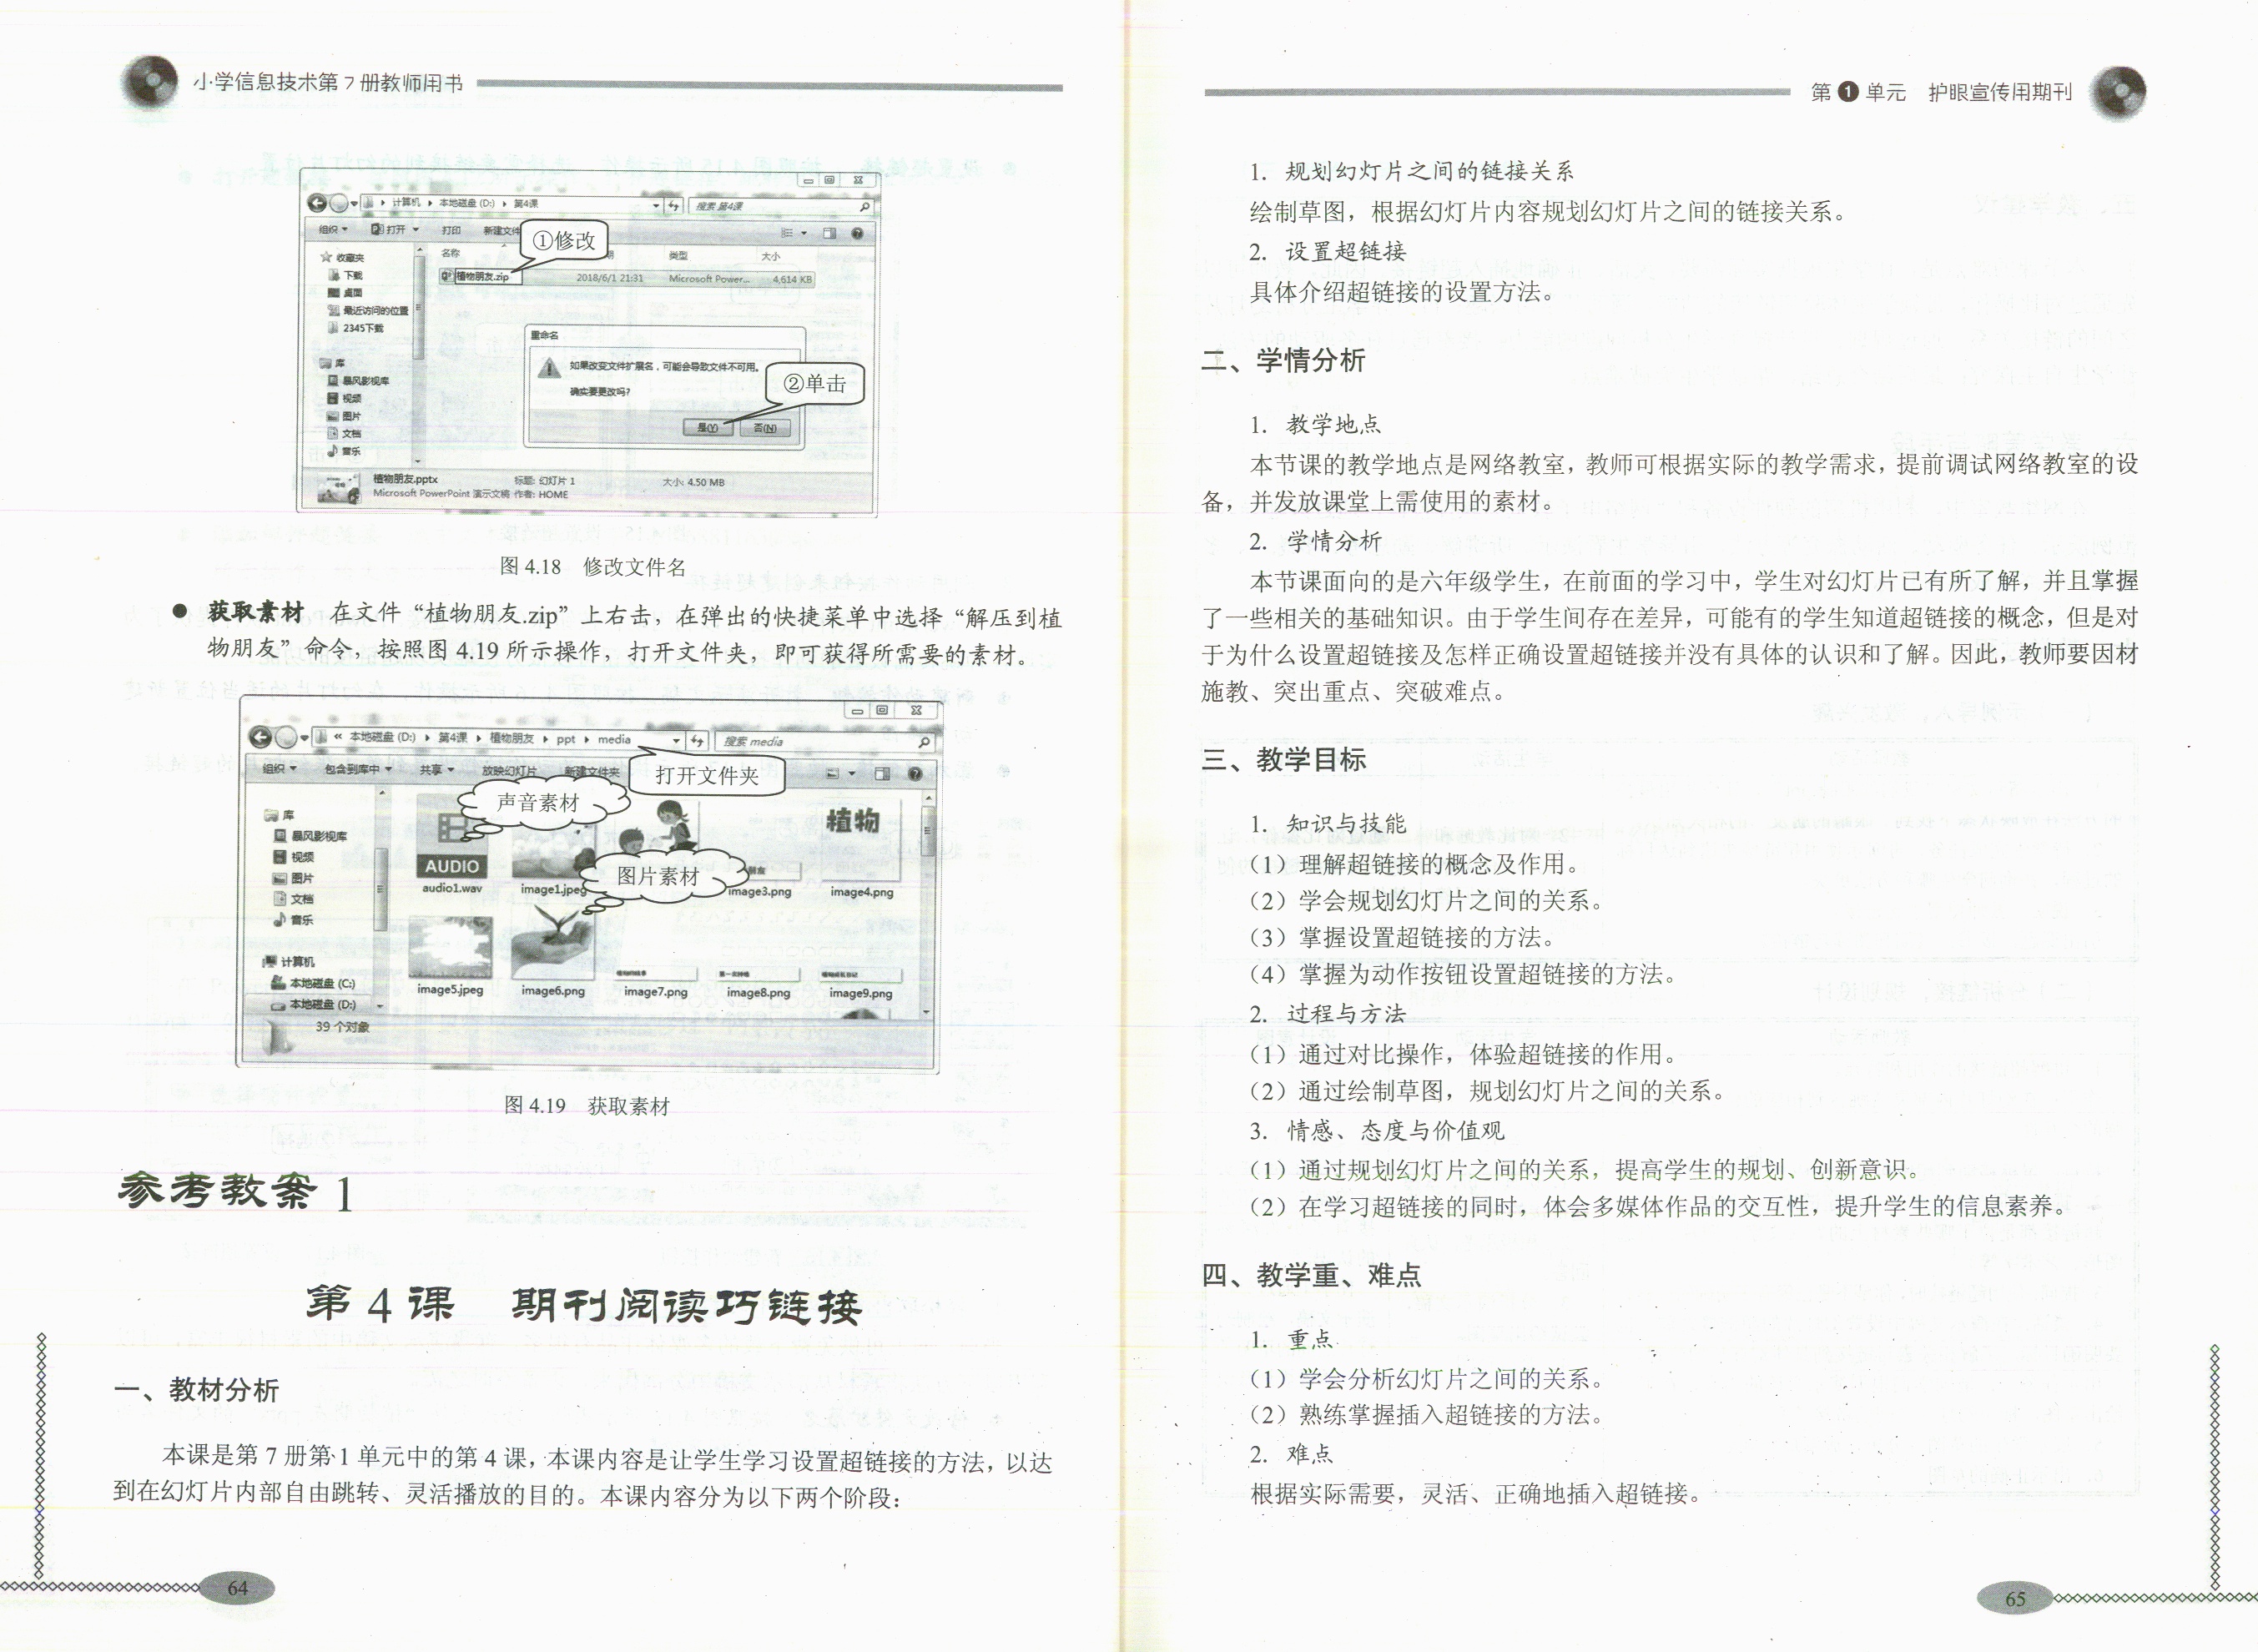 小学信息技术第7册教师用书
计算机 ▸ 本地磁盘 (D:) ▸ 第4课
搜索 第4课
组织 打开 打印 新建文件
①修改
名称 类型 大小
植物朋友.zip 2018/6/1 21:31 Microsoft Power... 4,614 KB
收藏夹
下载
桌面
最近访问的位置
2345下载
库
暴风影视库
视频
图片
文档
音乐
重命名
如果改变文件扩展名，可能会导致文件不可用。
确实要更改吗?
②单击
是(Y) 否(N)
植物朋友.pptx 标题: 幻灯片 1 大小: 4.50 MB
Microsoft PowerPoint 演示文稿 作者: HOME
图 4.18 修改文件名
● 获取素材 在文件“植物朋友.zip”上右击，在弹出的快捷菜单中选择“解压到植
物朋友”命令，按照图 4.19 所示操作，打开文件夹，即可获得所需要的素材。
« 本地磁盘 (D:) ▸ 第4课 ▸ 植物朋友 ▸ ppt ▸ media
搜索 media
组织 包含到库中 共享 放映幻灯片 新建文件夹
打开文件夹
声音素材
图片素材
植物
AUDIO
库
暴风影视库
视频
图片
文档
音乐
计算机
本地磁盘 (C:)
本地磁盘 (D:)
audio1.wav image1.jpeg image3.png image4.png
image5.jpeg image6.png image7.png image8.png image9.png
39 个对象
图 4.19 获取素材
参考教案 1
第 4 课 期刊阅读巧链接
一、教材分析
本课是第 7 册第 1 单元中的第 4 课，本课内容是让学生学习设置超链接的方法，以达
到在幻灯片内部自由跳转、灵活播放的目的。本课内容分为以下两个阶段：
64
第 1 单元 护眼宣传用期刊
1. 规划幻灯片之间的链接关系
绘制草图，根据幻灯片内容规划幻灯片之间的链接关系。
2. 设置超链接
具体介绍超链接的设置方法。
二、学情分析
1. 教学地点
本节课的教学地点是网络教室，教师可根据实际的教学需求，提前调试网络教室的设
备，并发放课堂上需使用的素材。
2. 学情分析
本节课面向的是六年级学生，在前面的学习中，学生对幻灯片已有所了解，并且掌握
了一些相关的基础知识。由于学生间存在差异，可能有的学生知道超链接的概念，但是对
于为什么设置超链接及怎样正确设置超链接并没有具体的认识和了解。因此，教师要因材
施教、突出重点、突破难点。
三、教学目标
1. 知识与技能
（1）理解超链接的概念及作用。
（2）学会规划幻灯片之间的关系。
（3）掌握设置超链接的方法。
（4）掌握为动作按钮设置超链接的方法。
2. 过程与方法
（1）通过对比操作，体验超链接的作用。
（2）通过绘制草图，规划幻灯片之间的关系。
3. 情感、态度与价值观
（1）通过规划幻灯片之间的关系，提高学生的规划、创新意识。
（2）在学习超链接的同时，体会多媒体作品的交互性，提升学生的信息素养。
四、教学重、难点
1. 重点
（1）学会分析幻灯片之间的关系。
（2）熟练掌握插入超链接的方法。
2. 难点
根据实际需要，灵活、正确地插入超链接。
65